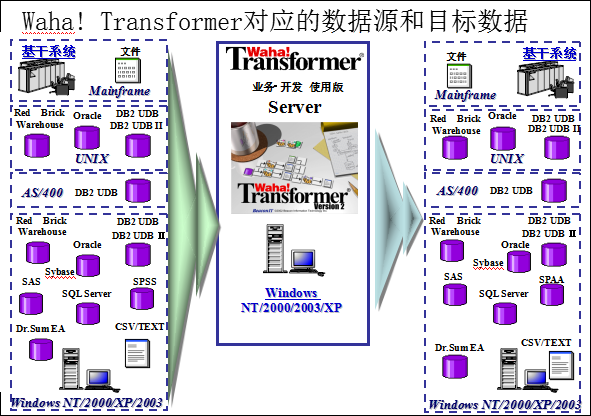 Waha! Transformer对应的数据源和目标数据
基干系统
文件
Mainframe
Red Brick
Warehouse
Oracle
DB2 UDB
DB2 UDB II
UNIX
AS/400
DB2 UDB
Red Brick
Warehouse
Oracle
DB2 UDB
DB2 UDB II
Sybase
SAS
SQL Server
SPSS
Dr.Sum EA
CSV/TEXT
Windows NT/2000/XP/2003
Waha!
Transformer®
业务·开发 使用版
Server
Waha!
Transformer®
Version 2
Beacon IT
Windows
NT/2000/2003/XP
文件
基干系统
Mainframe
Red Brick
Warehouse
Oracle
DB2 UDB
DB2 UDB II
UNIX
AS/400
DB2 UDB
Red Brick
Warehouse
Oracle
DB2 UDB
DB2 UDB II
Sybase
SAS
SQL Server
SPAA
Dr.Sum EA
CSV/TEXT
Windows NT/2000/XP/2003